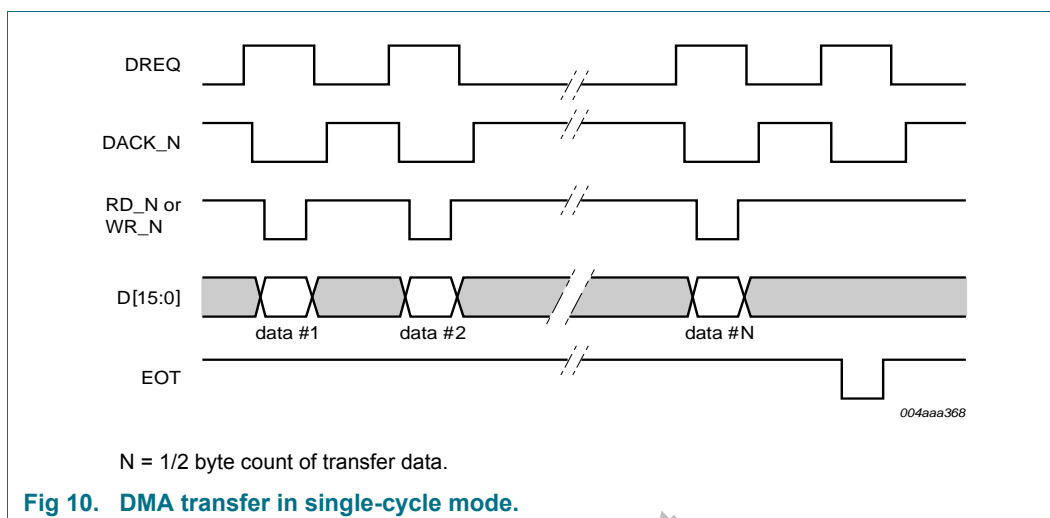 DREQ
DACK_N
RD_N or
WR_N
D[15:0]
data #1 data #2 data #N
EOT
004aaa368
N = 1/2 byte count of transfer data.
Fig 10. DMA transfer in single-cycle mode.